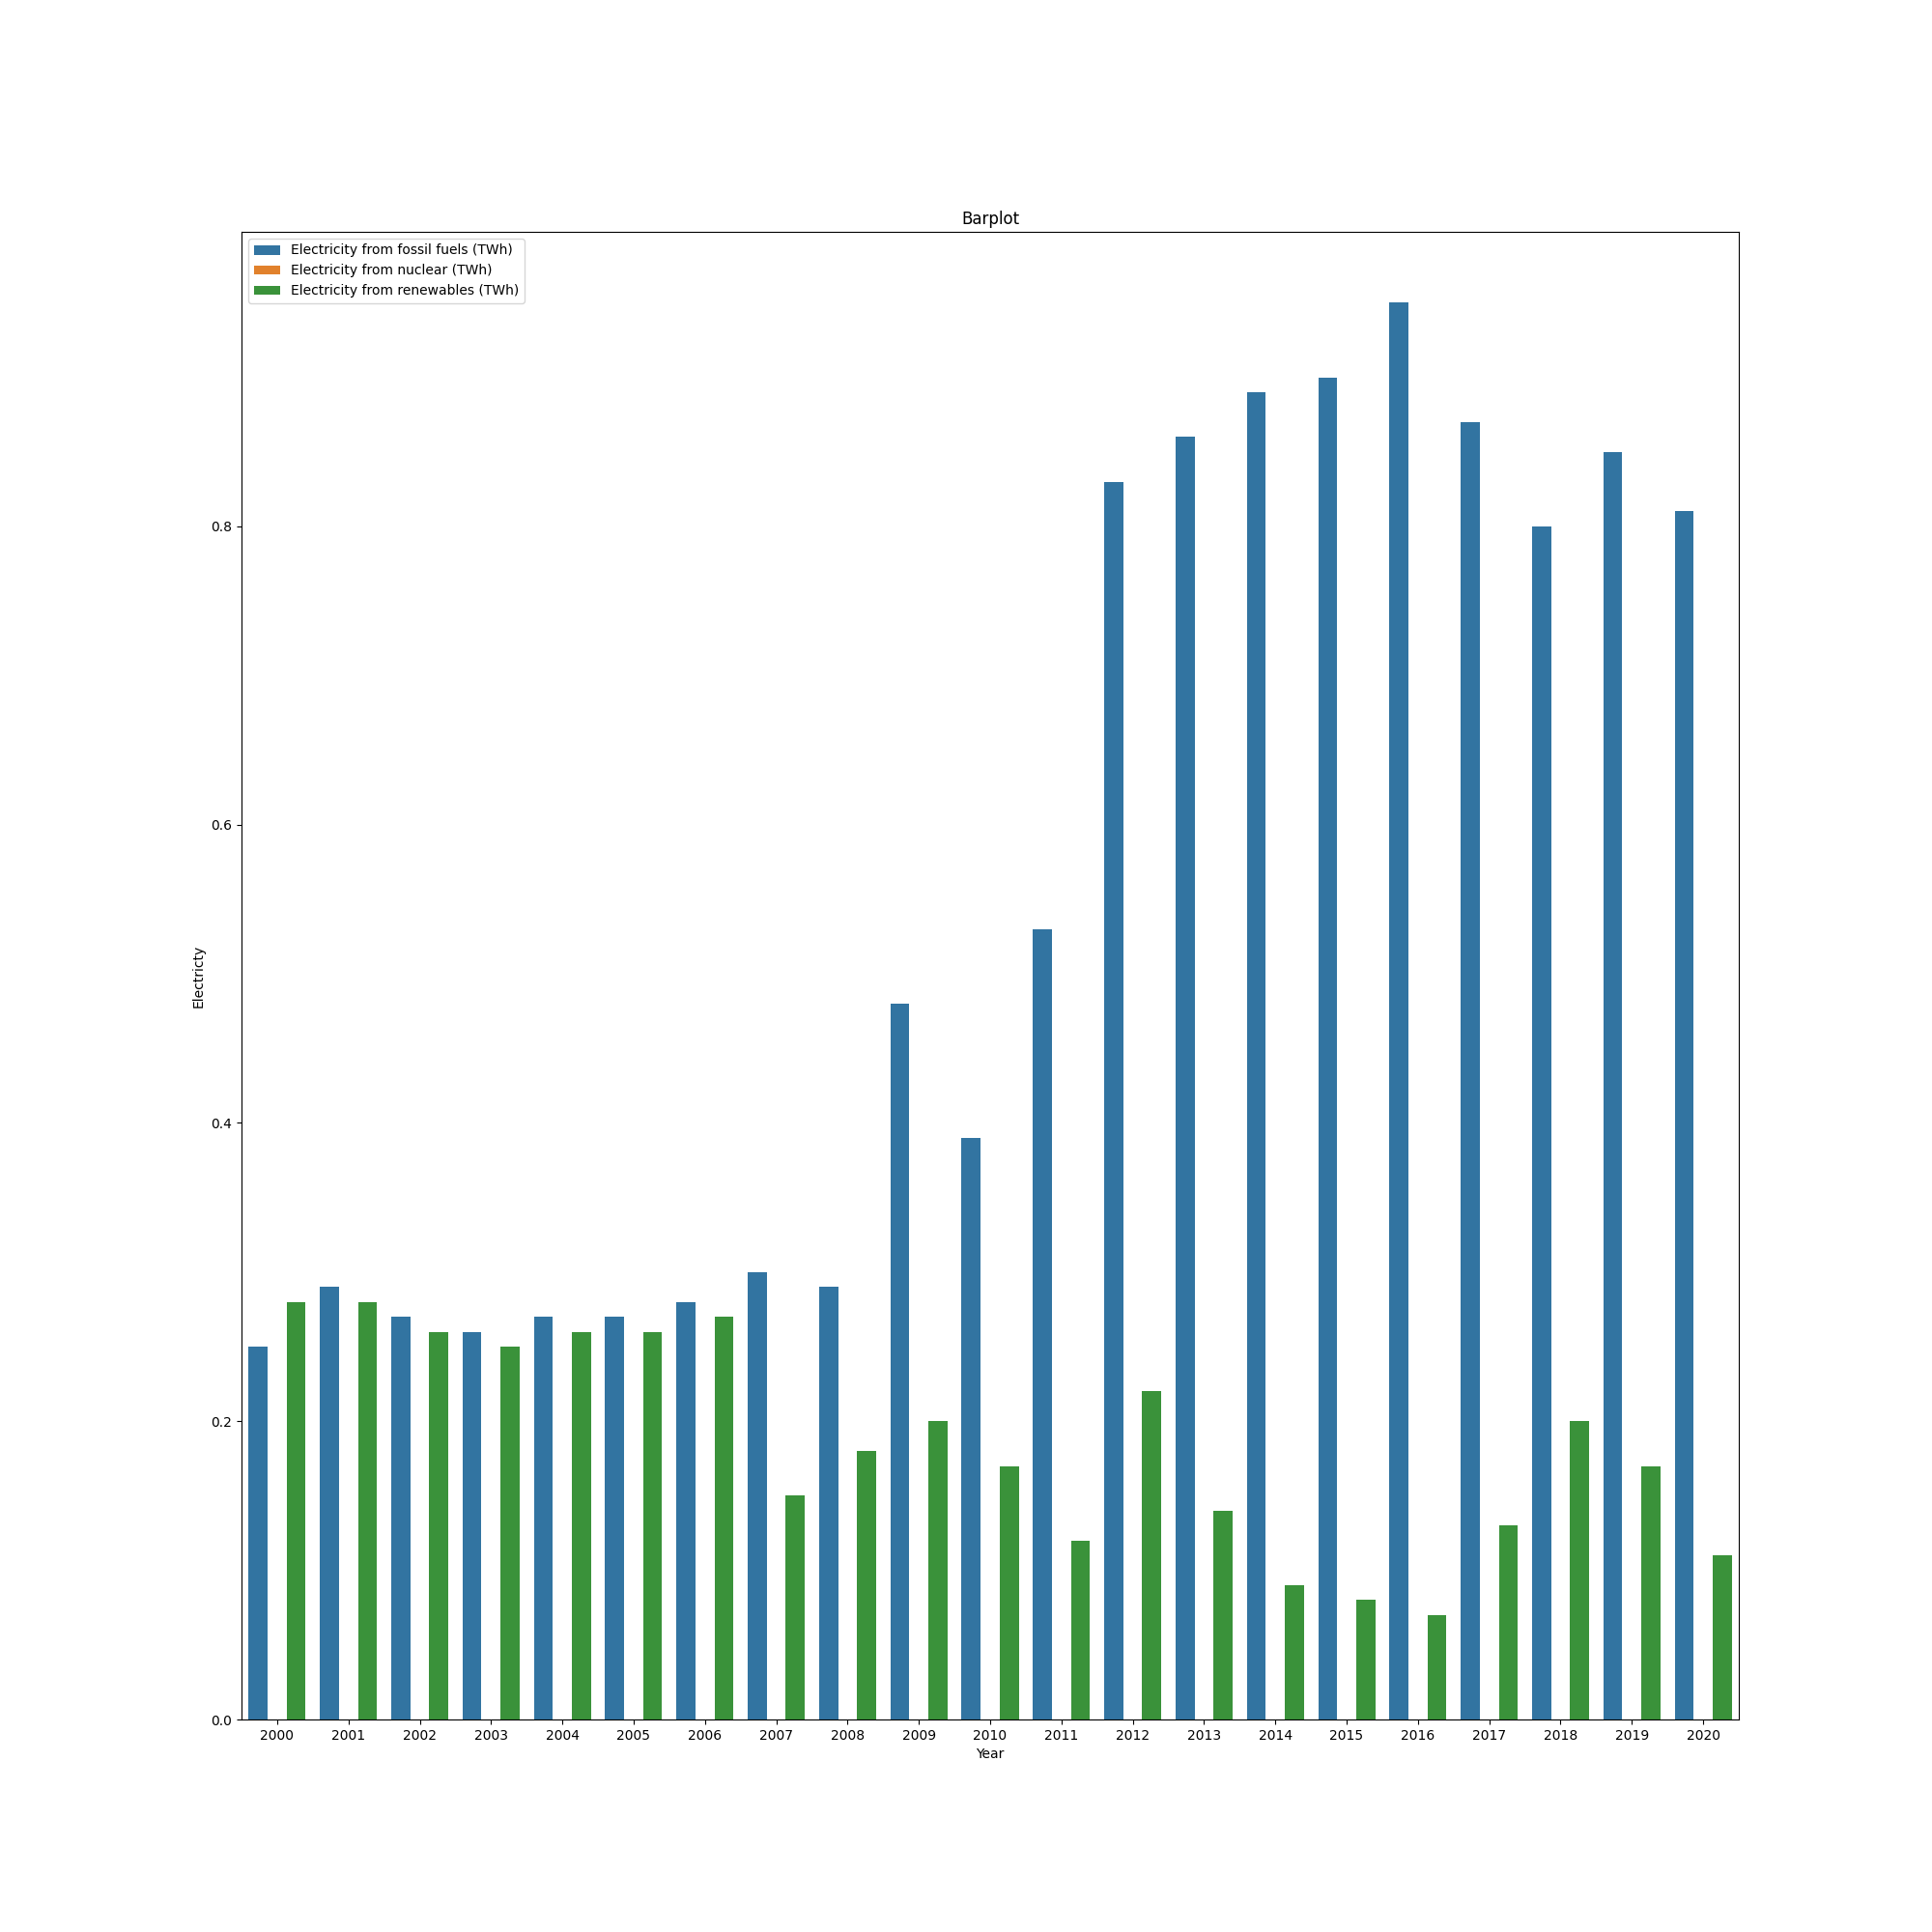 Barplot
Electricity from fossil fuels (TWh)
Electricity from nuclear (TWh)
Electricity from renewables (TWh)
0.8
0.6
Electricty
0.4
0.2
0.0
2000 2001 2002 2003 2004 2005 2006 2007 2008 2009 2010 2011 2012 2013 2014 2015 2016 2017 2018 2019 2020
Year